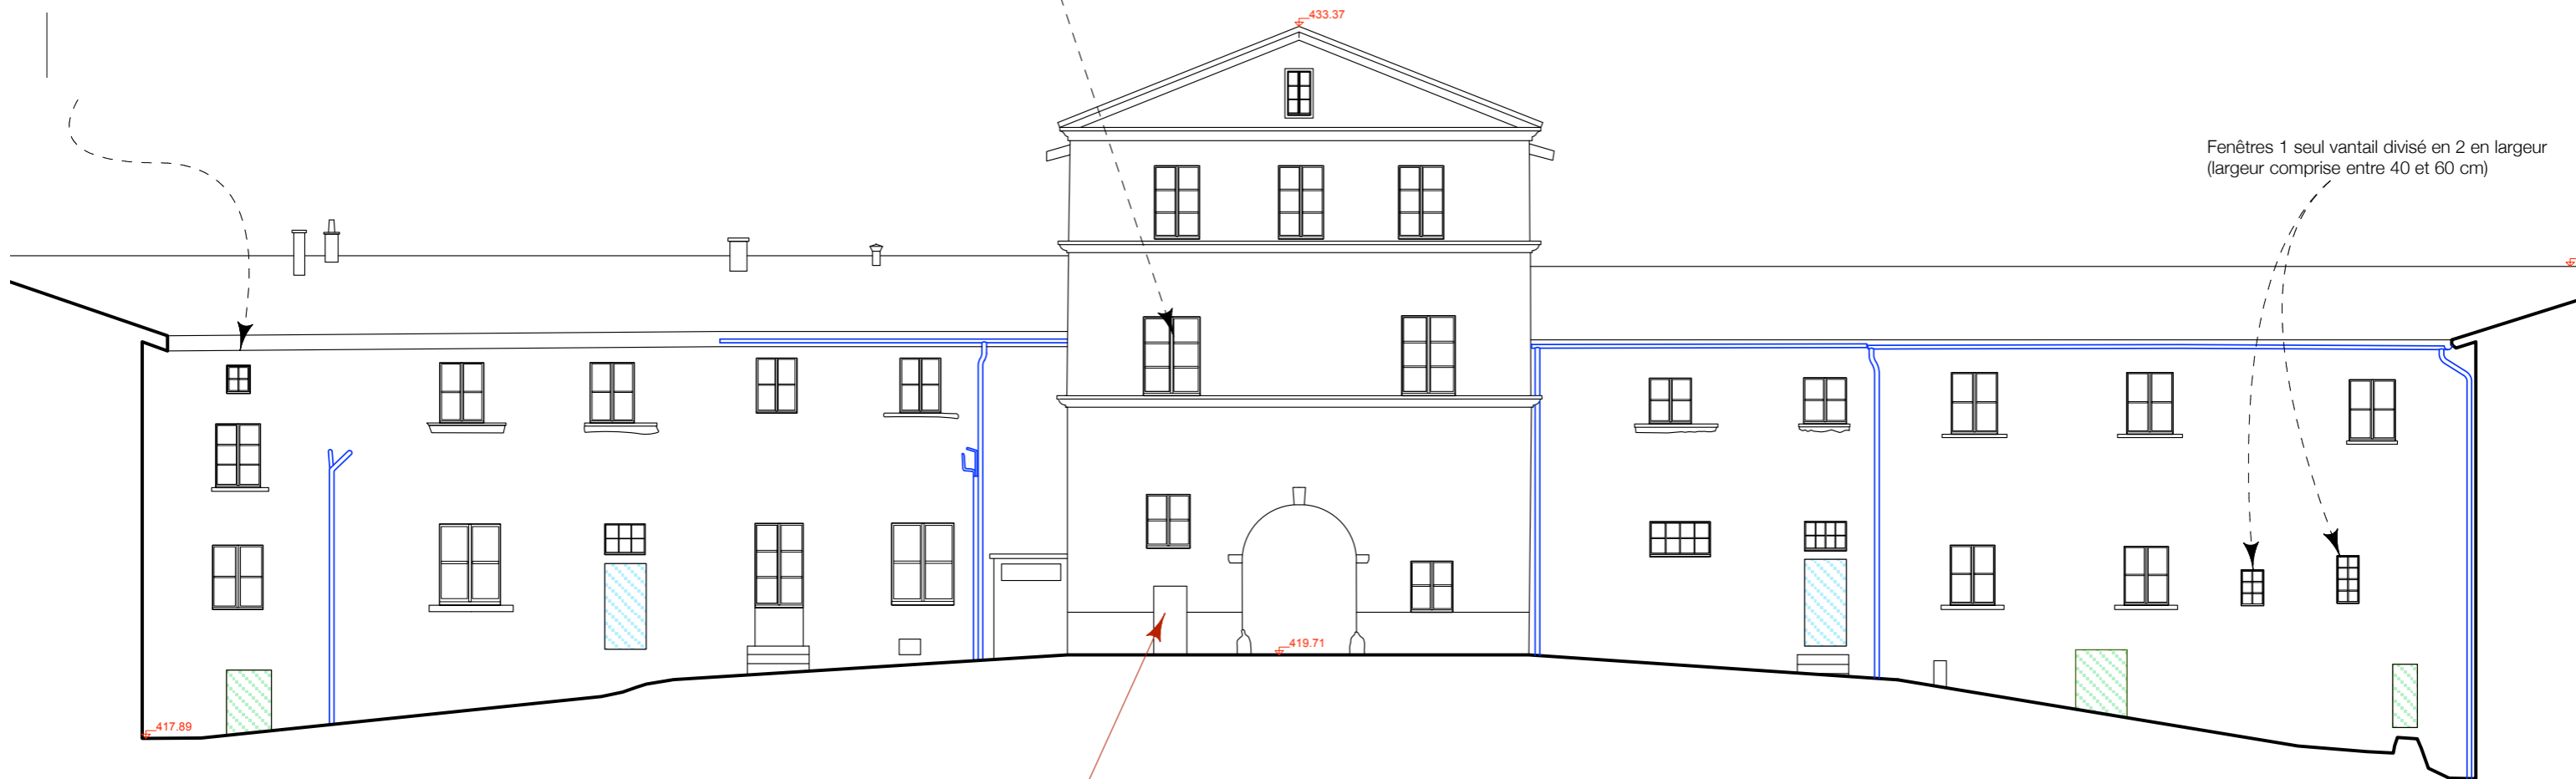 433.37
Fenêtres 1 seul vantail divisé en 2 en largeur
(largeur comprise entre 40 et 60 cm)
419.71
417.89